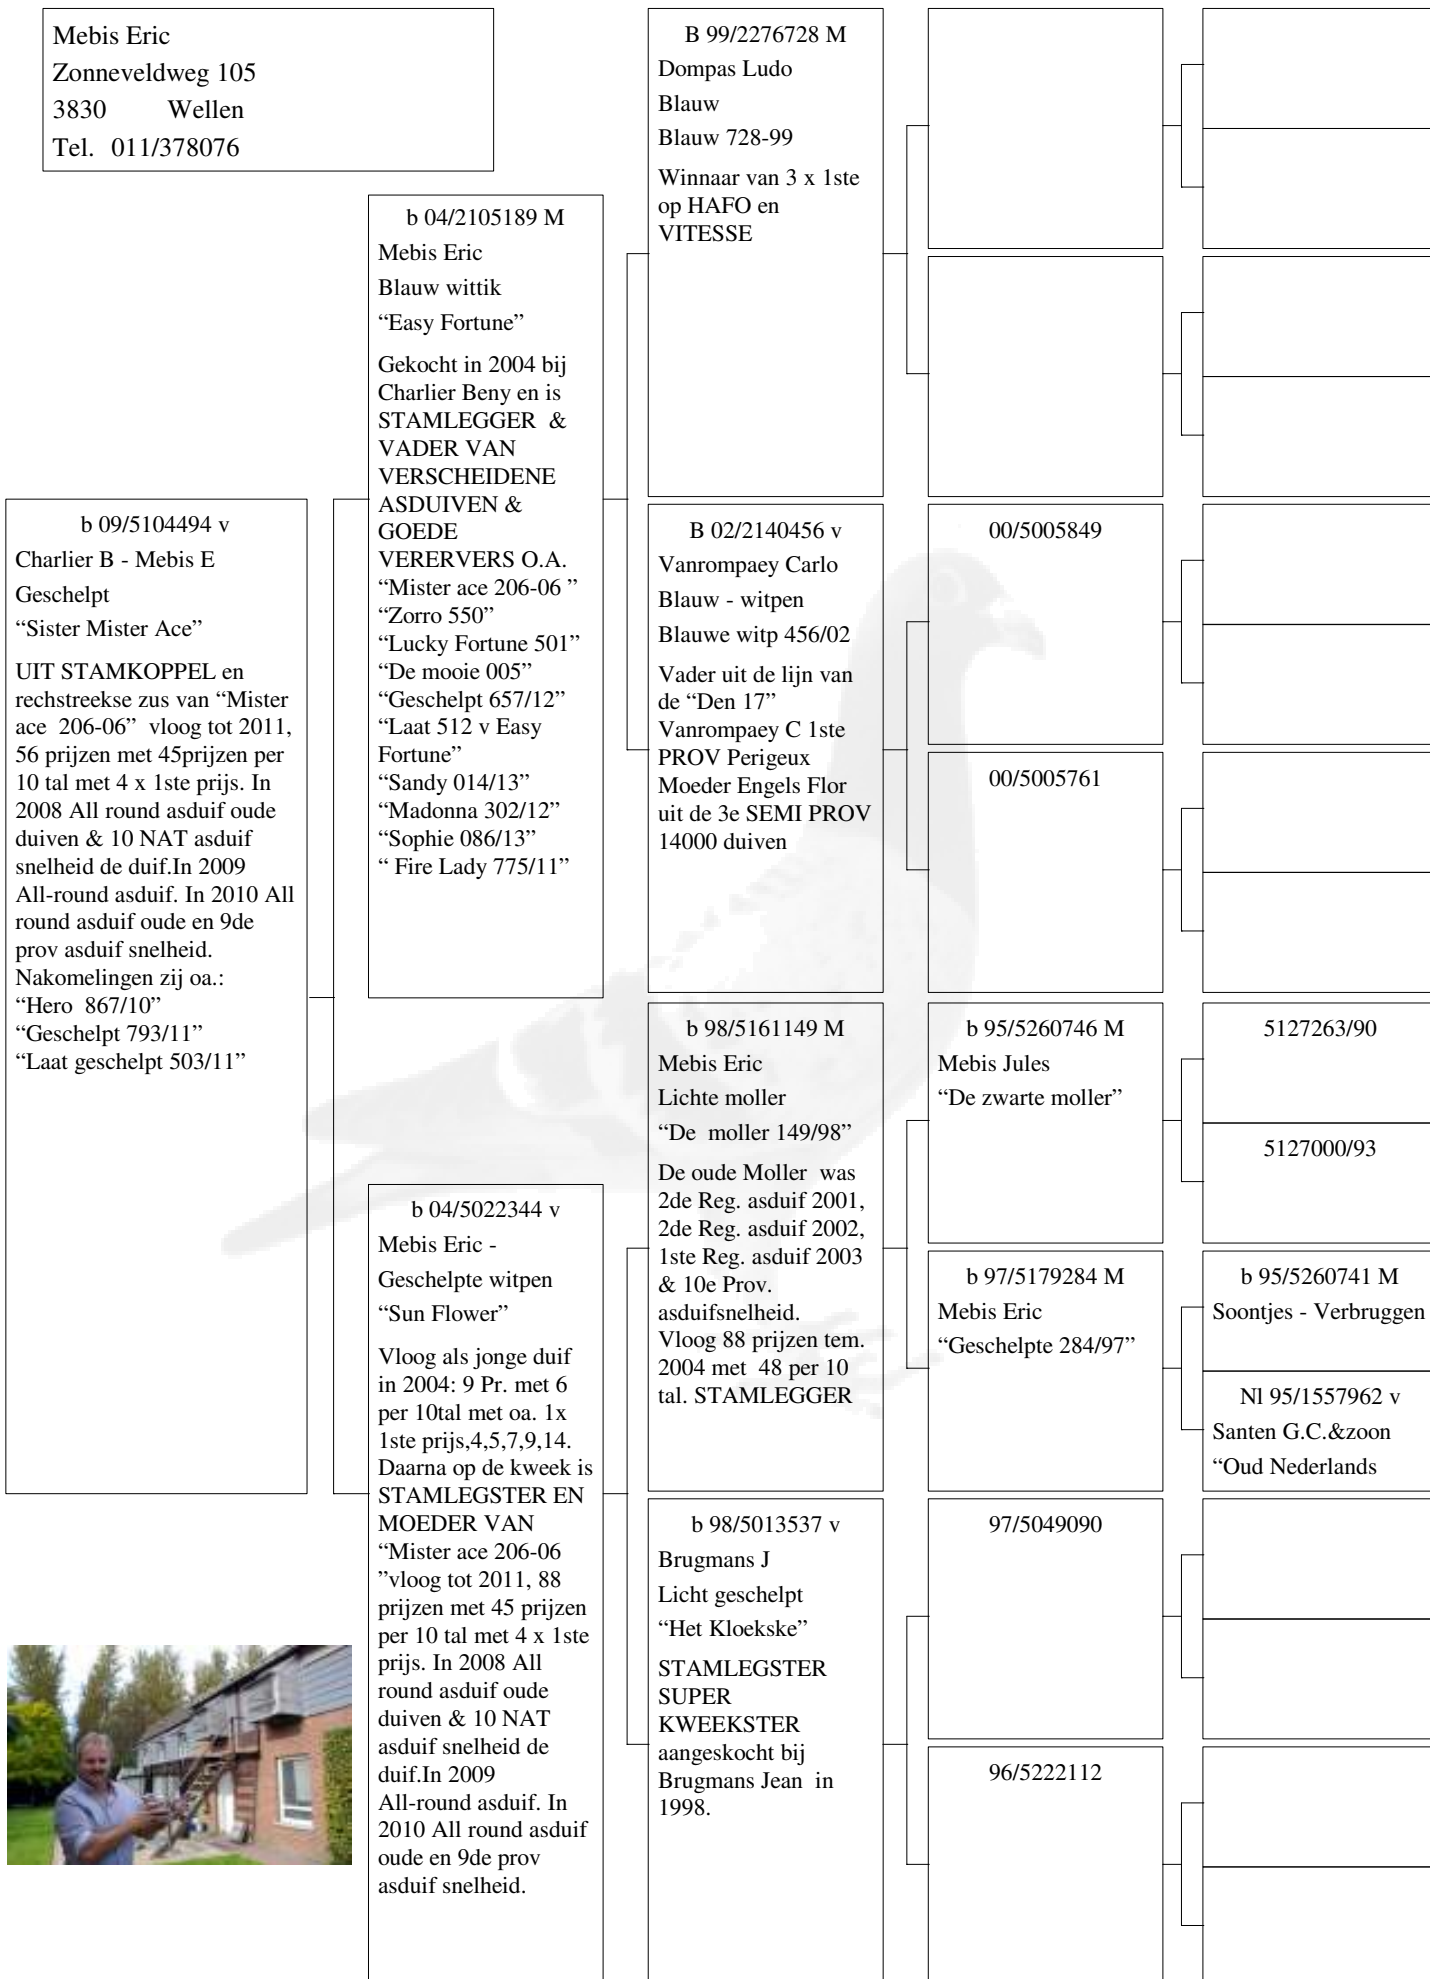 Mebis Eric
Zonneveldweg 105
3830 Wellen
Tel. 011/378076
b 09/5104494 v
Charlier B - Mebis E
Geschelpt
“Sister Mister Ace”
UIT STAMKOPPEL en
rechstreekse zus van “Mister
ace 206-06” vloog tot 2011,
56 prijzen met 45prijzen per
10 tal met 4 x 1ste prijs. In
2008 All round asduif oude
duiven & 10 NAT asduif
snelheid de duif.In 2009
All-round asduif. In 2010 All
round asduif oude en 9de
prov asduif snelheid.
Nakomelingen zij oa.:
“Hero 867/10”
“Geschelpt 793/11”
“Laat geschelpt 503/11”
b 04/2105189 M
Mebis Eric
Blauw wittik
“Easy Fortune”
Gekocht in 2004 bij
Charlier Beny en is
STAMLEGGER &
VADER VAN
VERSCHEIDENE
ASDUIVEN &
GOEDE
VERERVERS O.A.
“Mister ace 206-06 ”
“Zorro 550”
“Lucky Fortune 501”
“De mooie 005”
“Geschelpt 657/12”
“Laat 512 v Easy
Fortune”
“Sandy 014/13”
“Madonna 302/12”
“Sophie 086/13”
“ Fire Lady 775/11”
b 04/5022344 v
Mebis Eric -
Geschelpte witpen
“Sun Flower”
Vloog als jonge duif
in 2004: 9 Pr. met 6
per 10tal met oa. 1x
1ste prijs,4,5,7,9,14.
Daarna op de kweek is
STAMLEGSTER EN
MOEDER VAN
“Mister ace 206-06
”vloog tot 2011, 88
prijzen met 45 prijzen
per 10 tal met 4 x 1ste
prijs. In 2008 All
round asduif oude
duiven & 10 NAT
asduif snelheid de
duif.In 2009
All-round asduif. In
2010 All round asduif
oude en 9de prov
asduif snelheid.
B 99/2276728 M
Dompas Ludo
Blauw
Blauw 728-99
Winnaar van 3 x 1ste
op HAFO en
VITESSE
B 02/2140456 v
Vanrompaey Carlo
Blauw - witpen
Blauwe witp 456/02
Vader uit de lijn van
de “Den 17”
Vanrompaey C 1ste
PROV Perigeux
Moeder Engels Flor
uit de 3e SEMI PROV
14000 duiven
b 98/5161149 M
Mebis Eric
Lichte moller
“De moller 149/98”
De oude Moller was
2de Reg. asduif 2001,
2de Reg. asduif 2002,
1ste Reg. asduif 2003
& 10e Prov.
asduifsnelheid.
Vloog 88 prijzen tem.
2004 met 48 per 10
tal. STAMLEGGER
b 98/5013537 v
Brugmans J
Licht geschelpt
“Het Kloekske”
STAMLEGSTER
SUPER
KWEEKSTER
aangeskocht bij
Brugmans Jean in
1998.
00/5005849
00/5005761
b 95/5260746 M
Mebis Jules
“De zwarte moller”
b 97/5179284 M
Mebis Eric
“Geschelpte 284/97”
97/5049090
96/5222112
5127263/90
5127000/93
b 95/5260741 M
Soontjes - Verbruggen
Nl 95/1557962 v
Santen G.C.&zoon
“Oud Nederlands